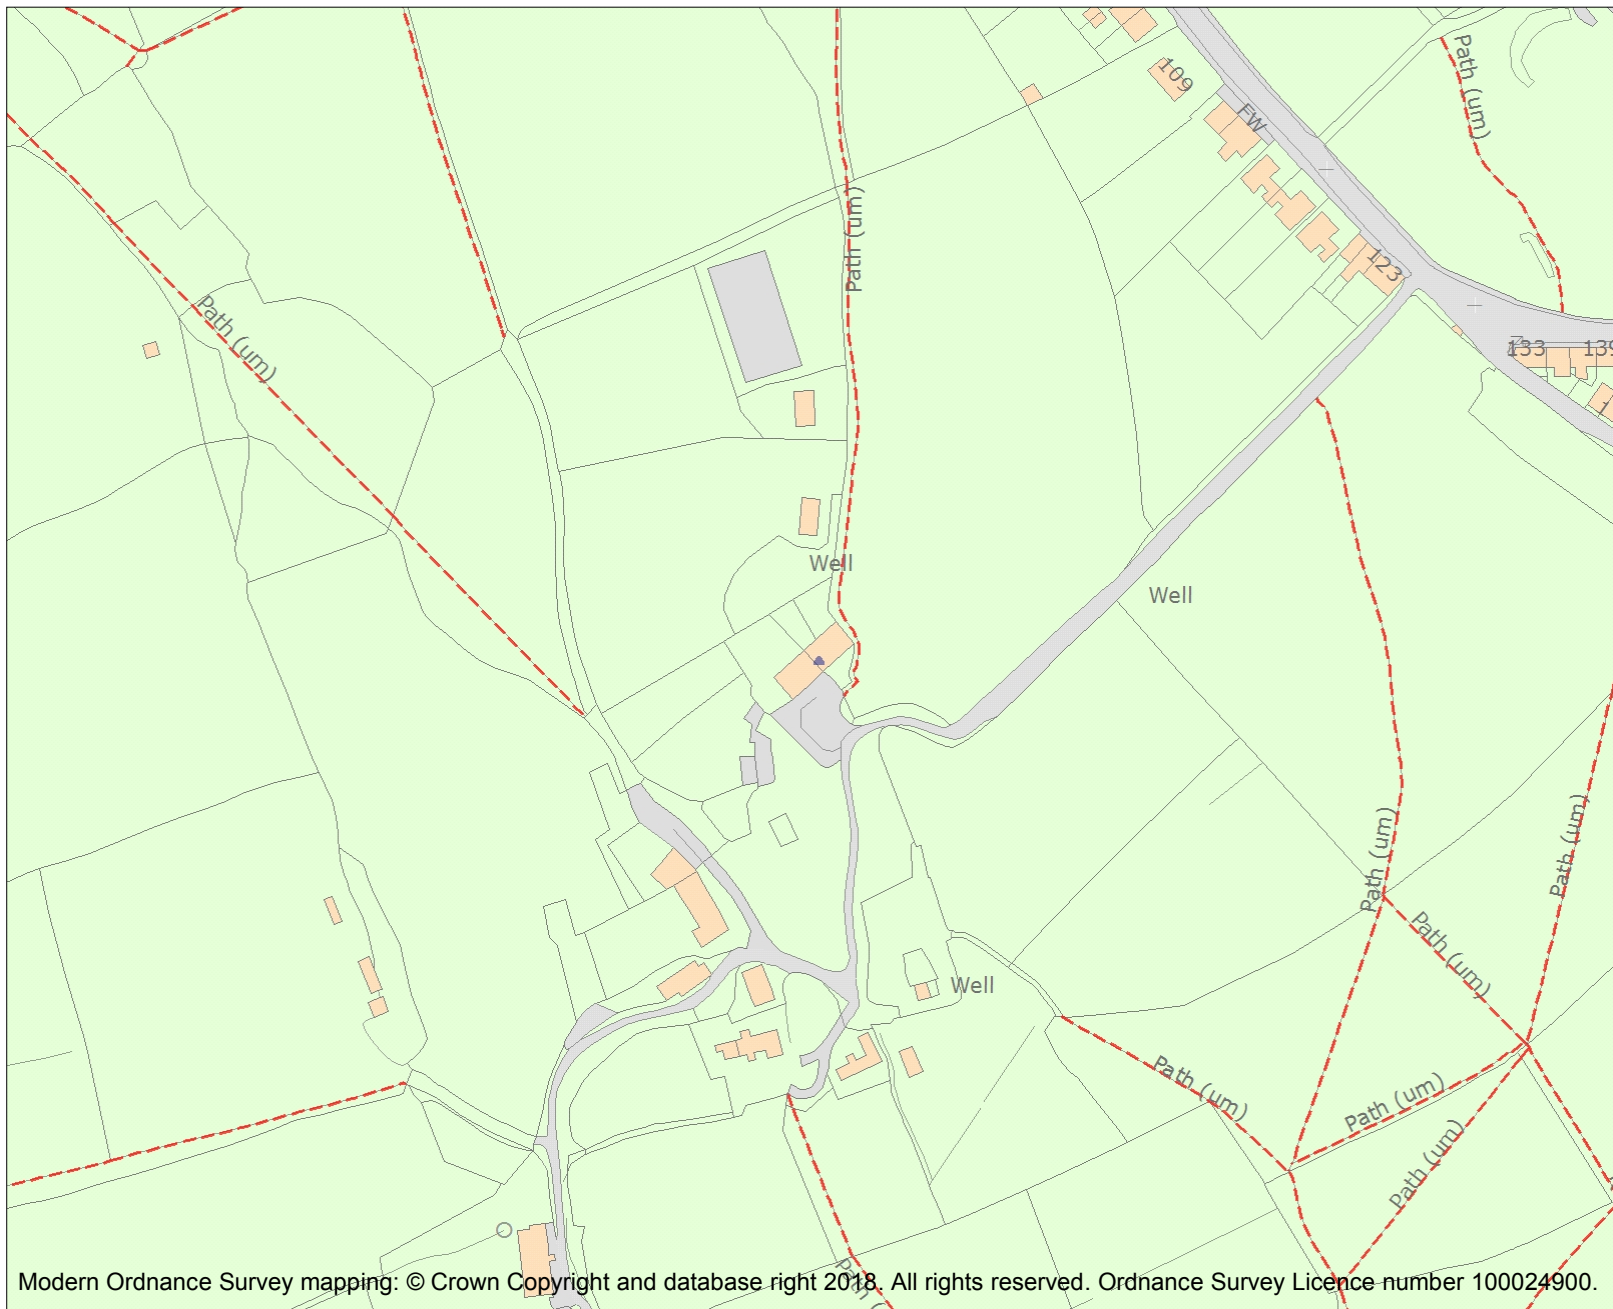 Path (um)
109
FW
Path (um)
123
Path (um)
133
139
Well
Well
Path (um)
Path (um)
Path (um)
Well
Path (um)
Path (um)
Path (um)
Path (u
Modern Ordnance Survey mapping: © Crown Copyright and database right 2018. All rights reserved. Ordnance Survey Licence number 100024900.